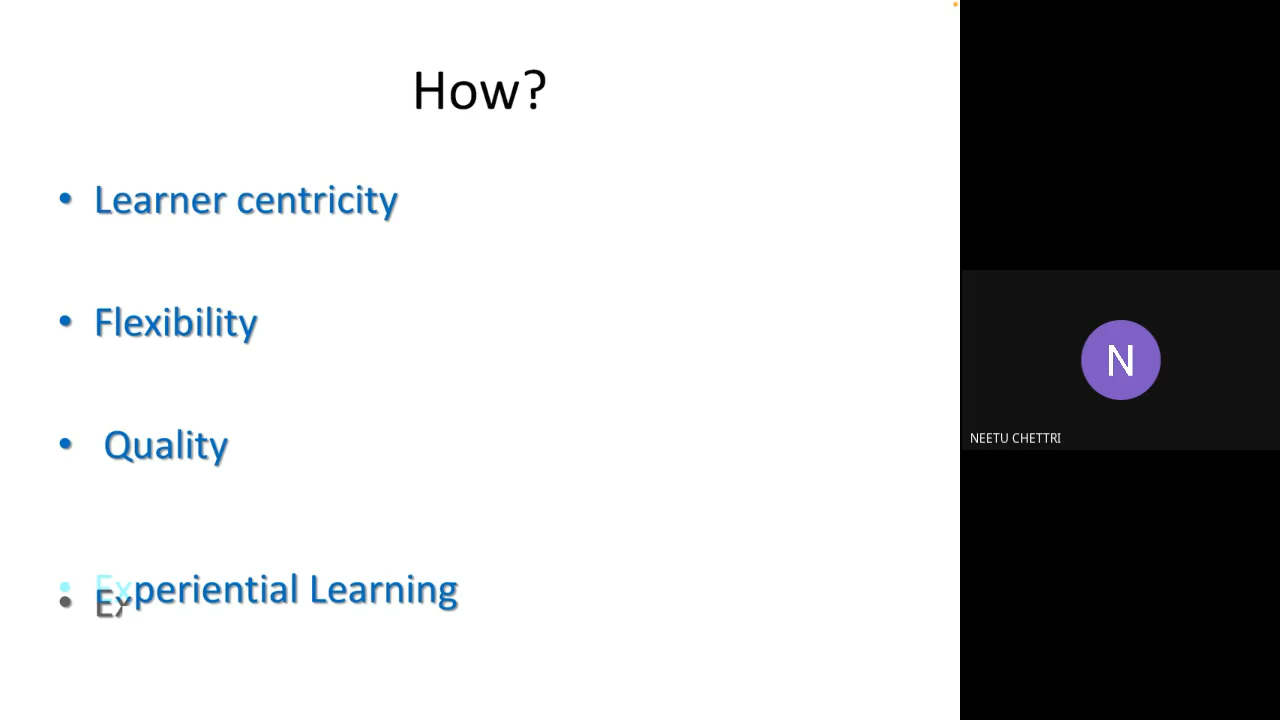 How?
• Learner centricity
• Flexibility
• Quality
• Experiential Learning
N
NEETU CHETTRI